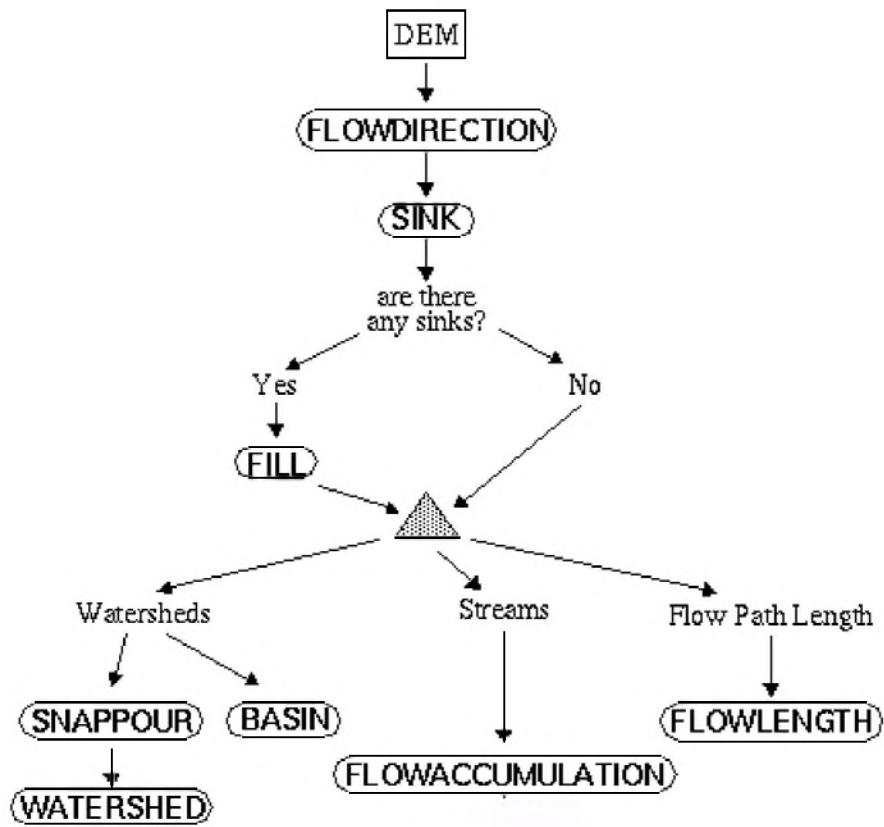 DEM
FLOWDIRECTION
SINK
are there
any sinks?
Yes
No
FILL
Watersheds
Streams
Flow Path Length
SNAPPOUR
BASIN
FLOWLENGTH
FLOWACCUMULATION
WATERSHED